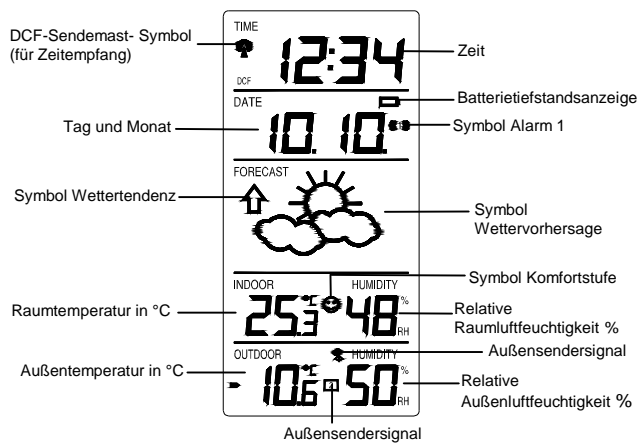 TIME
DCF-Sendemast- Symbol
(für Zeitempfang)
12:34
Zeit
DCF
DATE
Batterietiefstandsanzeige
Tag und Monat
10. 10.
Symbol Alarm 1
FORECAST
Symbol Wettertendenz
Symbol
Wettervorhersage
Symbol Komfortstufe
INDOOR HUMIDITY
Raumtemperatur in °C
25.3 °C 48 % RH
Relative
Raumluftfeuchtigkeit %
OUTDOOR HUMIDITY
Außensendersignal
Außentemperatur in °C
10.6 °C 50 % RH
Relative
Außenluftfeuchtigkeit %
Außensendersignal